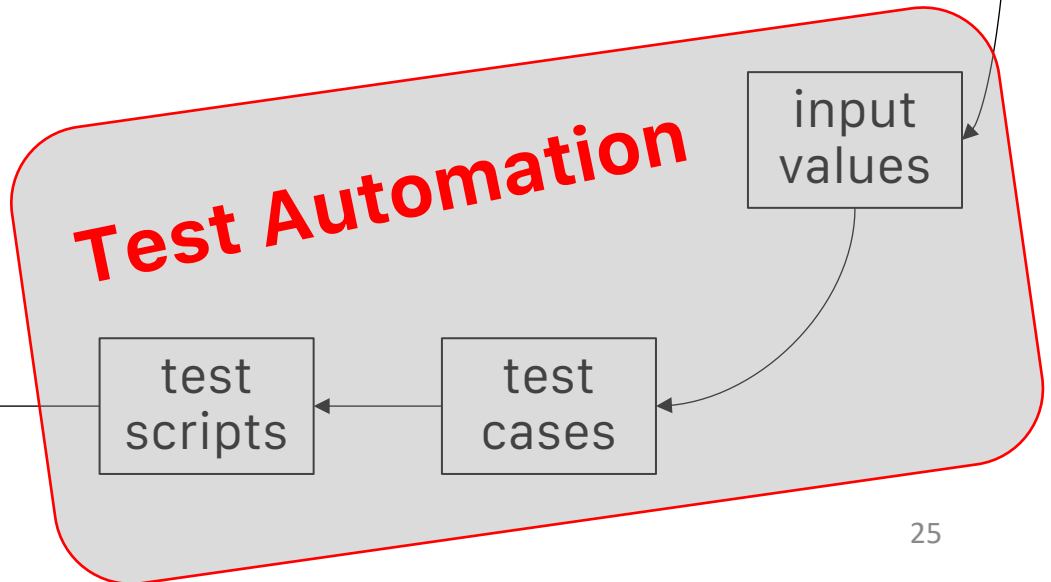 Test Automation
input
values
test
scripts
test
cases
25